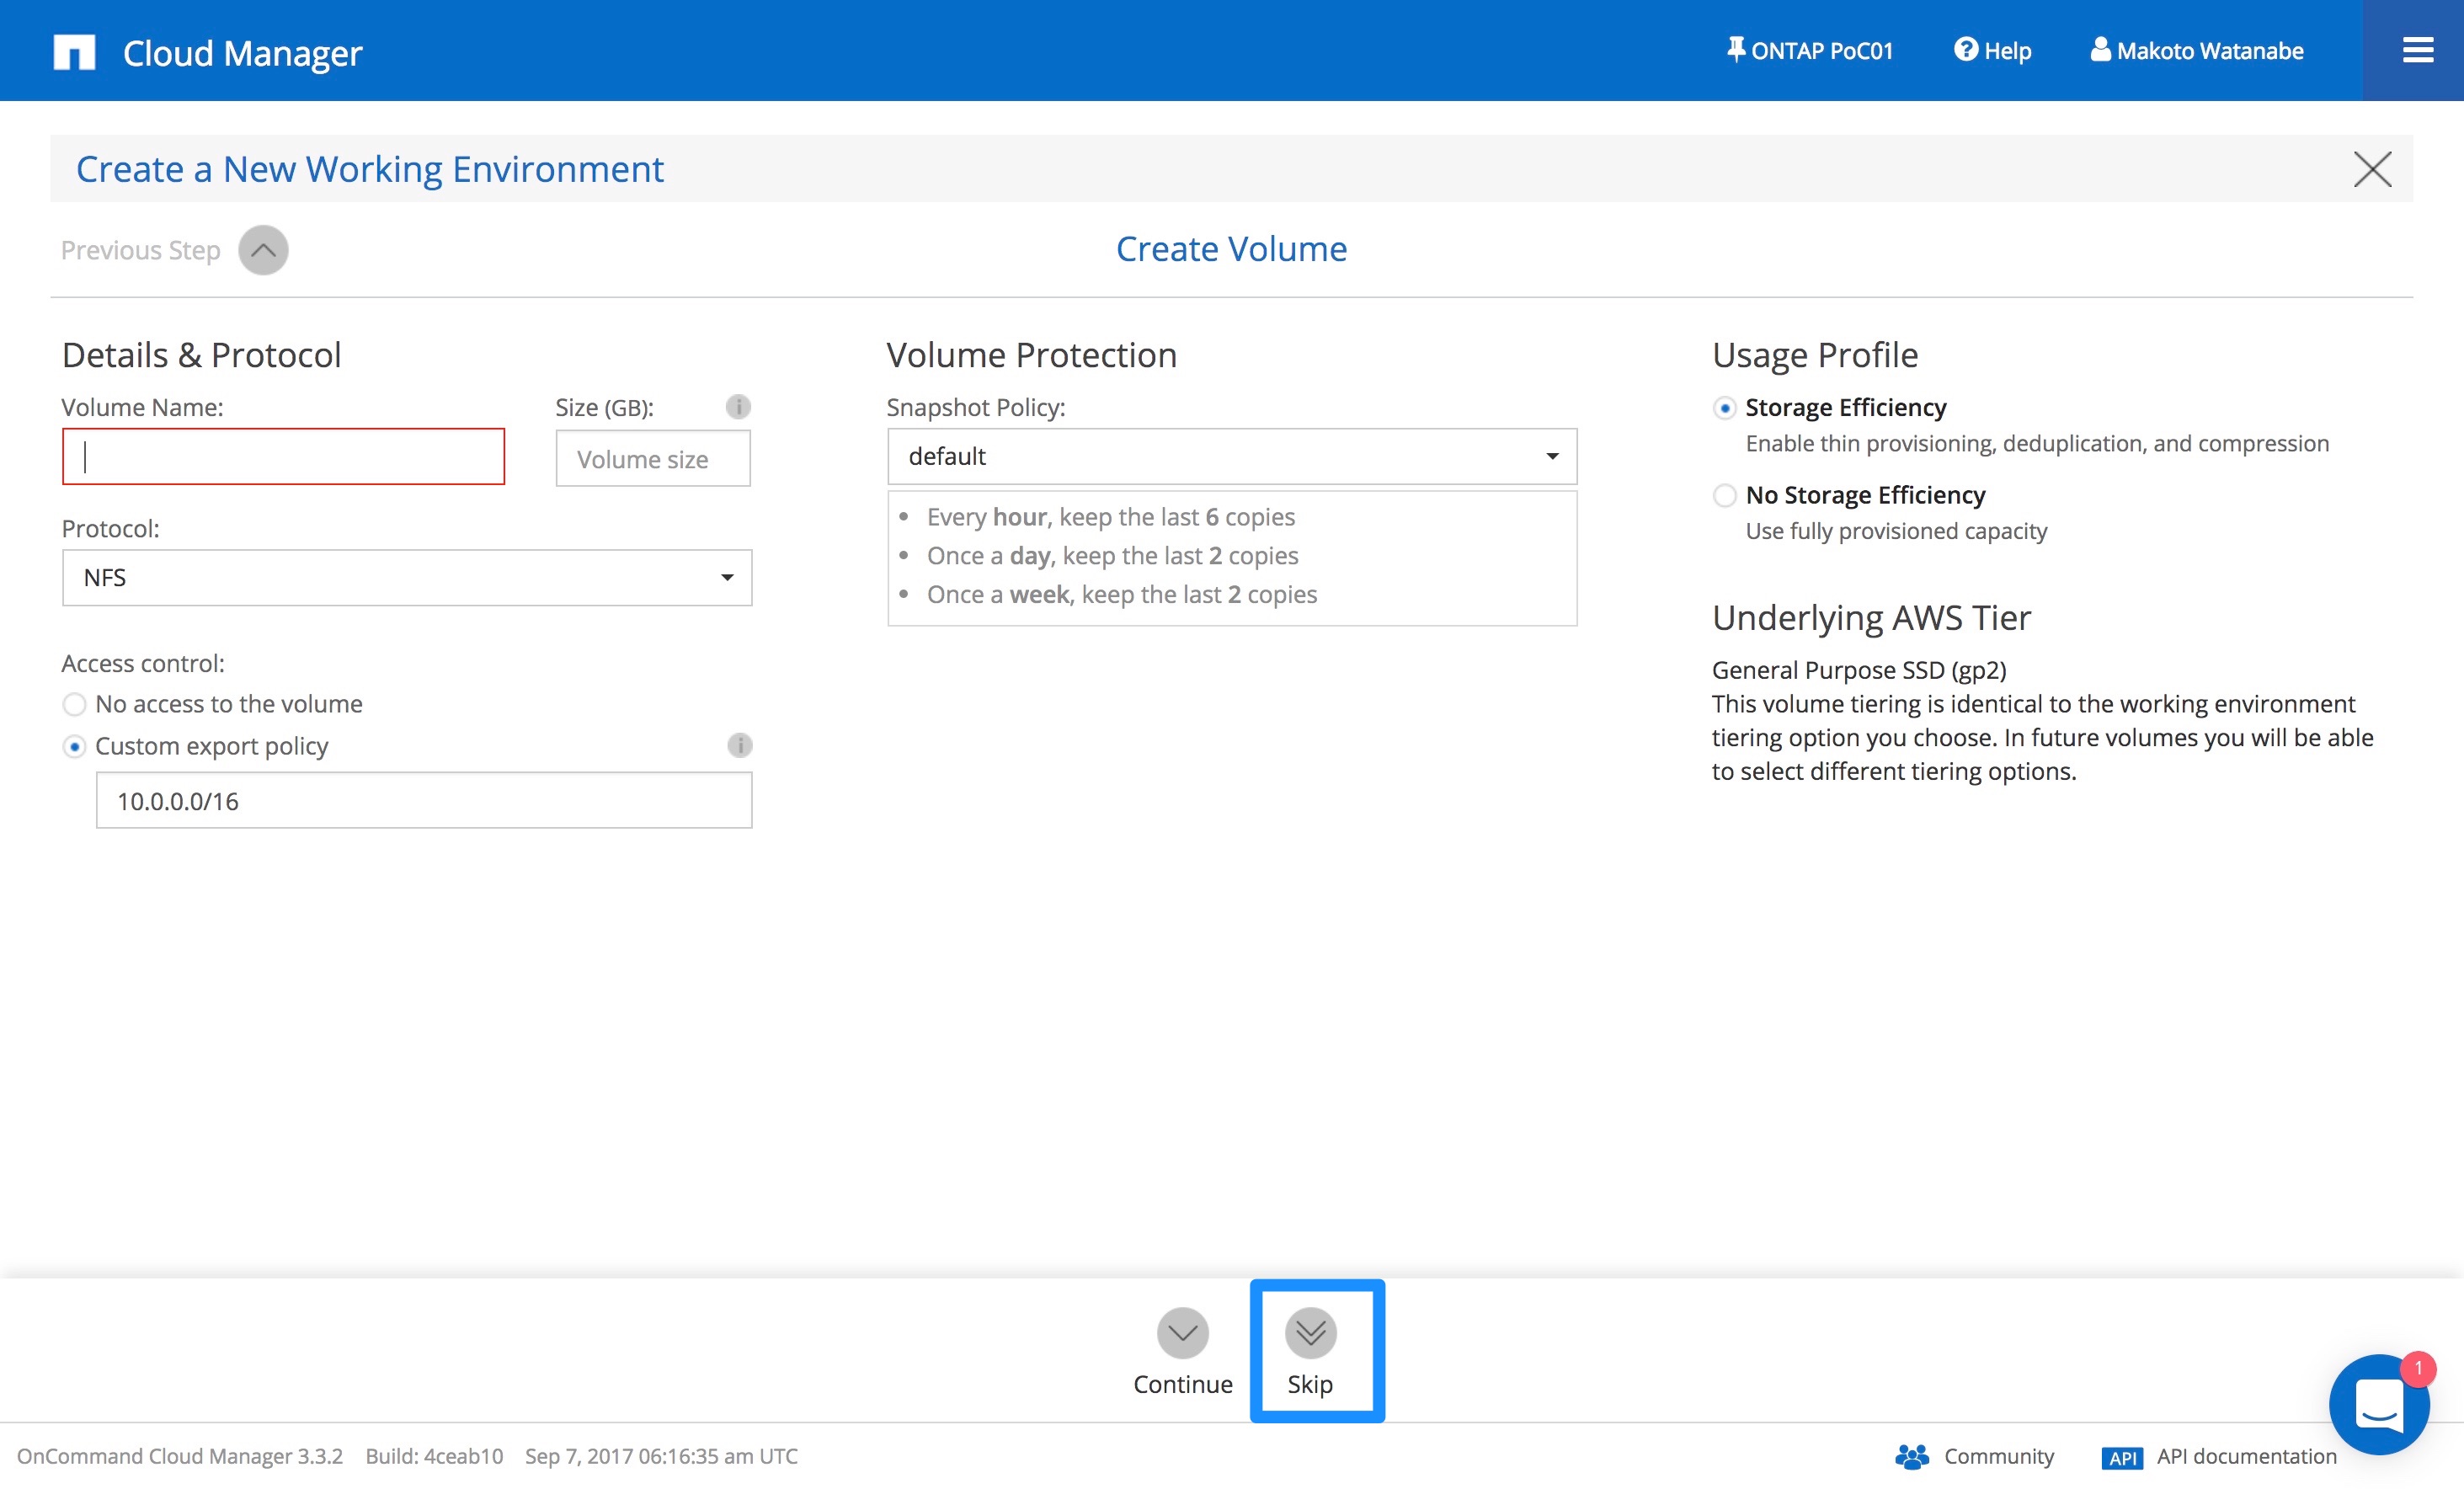 Cloud Manager
ONTAP PoC01
Help
Makoto Watanabe
Create a New Working Environment
Previous Step
Create Volume
Details & Protocol
Volume Name:
Size (GB):
Volume size
Protocol:
NFS
Access control:
No access to the volume
Custom export policy
10.0.0.0/16
Volume Protection
Snapshot Policy:
default
Every hour, keep the last 6 copies
Once a day, keep the last 2 copies
Once a week, keep the last 2 copies
Usage Profile
Storage Efficiency
Enable thin provisioning, deduplication, and compression
No Storage Efficiency
Use fully provisioned capacity
Underlying AWS Tier
General Purpose SSD (gp2)
This volume tiering is identical to the working environment
tiering option you choose. In future volumes you will be able
to select different tiering options.
Continue
Skip
1
OnCommand Cloud Manager 3.3.2 Build: 4ceab10 Sep 7, 2017 06:16:35 am UTC
Community
API API documentation